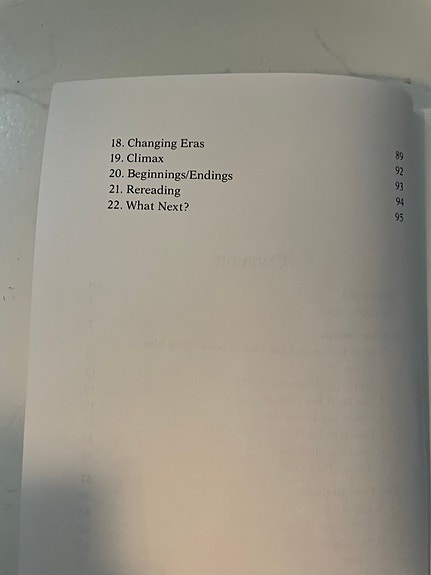 18. Changing Eras 89
19. Climax 92
20. Beginnings/Endings 93
21. Rereading 94
22. What Next? 95